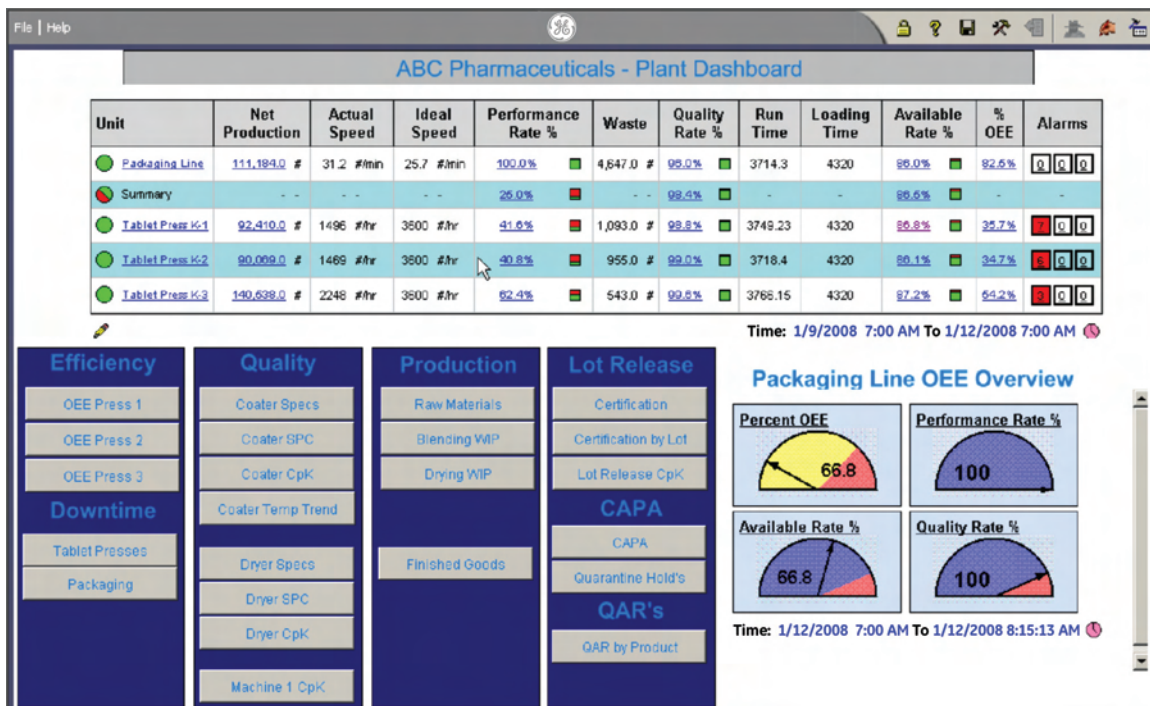 File | Help
ABC Pharmaceuticals - Plant Dashboard
Unit Net Production Actual Speed Ideal Speed Performance Rate % Waste Quality Rate % Run Time Loading Time Available Rate % % OEE Alarms
Packaging Line 111,184.0 # 31.2 #/min 25.7 #/min 100.0% 4,647.0 # 96.0% 3714.3 4320 86.0% 82.6% 0 0 0
Summary - - - - - - 26.0% - - 98.4% - - 86.5% - -
Tablet Press K-1 92,410.0 # 1496 #/hr 3600 #/hr 41.6% 1,093.0 # 98.8% 3749.23 4320 86.8% 35.7% 7 0 0
Tablet Press K-2 90,069.0 # 1469 #/hr 3600 #/hr 40.8% 955.0 # 99.0% 3718.4 4320 86.1% 34.7% 6 0 0
Tablet Press K-3 140,638.0 # 2248 #/hr 3600 #/hr 62.4% 543.0 # 99.6% 3766.15 4320 87.2% 54.2% 3 0 0
Time: 1/9/2008 7:00 AM To 1/12/2008 7:00 AM
Efficiency
OEE Press 1
OEE Press 2
OEE Press 3
Downtime
Tablet Presses
Packaging
Quality
Coater Specs
Coater SPC
Coater CpK
Coater Temp Trend
Dryer Specs
Dryer SPC
Dryer CpK
Machine 1 CpK
Production
Raw Materials
Blending WIP
Drying WIP
Finished Goods
Lot Release
Certification
Certification by Lot
Lot Release CpK
CAPA
CAPA
Quarantine Hold's
QAR's
QAR by Product
Packaging Line OEE Overview
Percent OEE
66.8
Performance Rate %
100
Available Rate %
66.8
Quality Rate %
100
Time: 1/12/2008 7:00 AM To 1/12/2008 8:15:13 AM